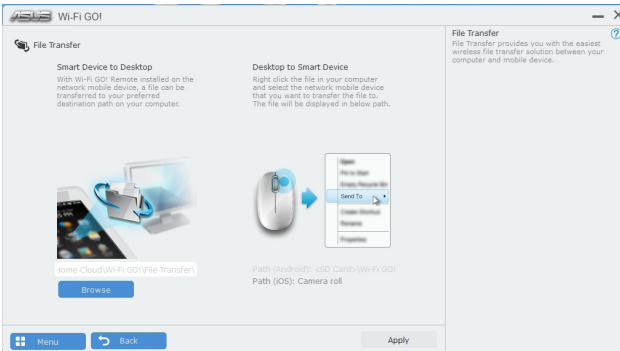 ASUS Wi-Fi GO!
File Transfer
Smart Device to Desktop
With Wi-Fi GO! Remote installed on the
network mobile device, a file can be
transferred to your preferred
destination path on your computer.
ome Cloud\Wi-Fi GO!\File Transfer\
Browse
Desktop to Smart Device
Right click the file in your computer
and select the network mobile device
that you want to transfer the file to.
The file will be displayed in below path.
Open
Pin to Start
Empty Recycle Bin
Send To
Create Shortcut
Rename
Properties
Path (Android): <SD Card>\Wi-Fi GO!
Path (iOS): Camera roll
File Transfer
File Transfer provides you with the easiest
wireless file transfer solution between your
computer and mobile device.
Menu
Back
Apply